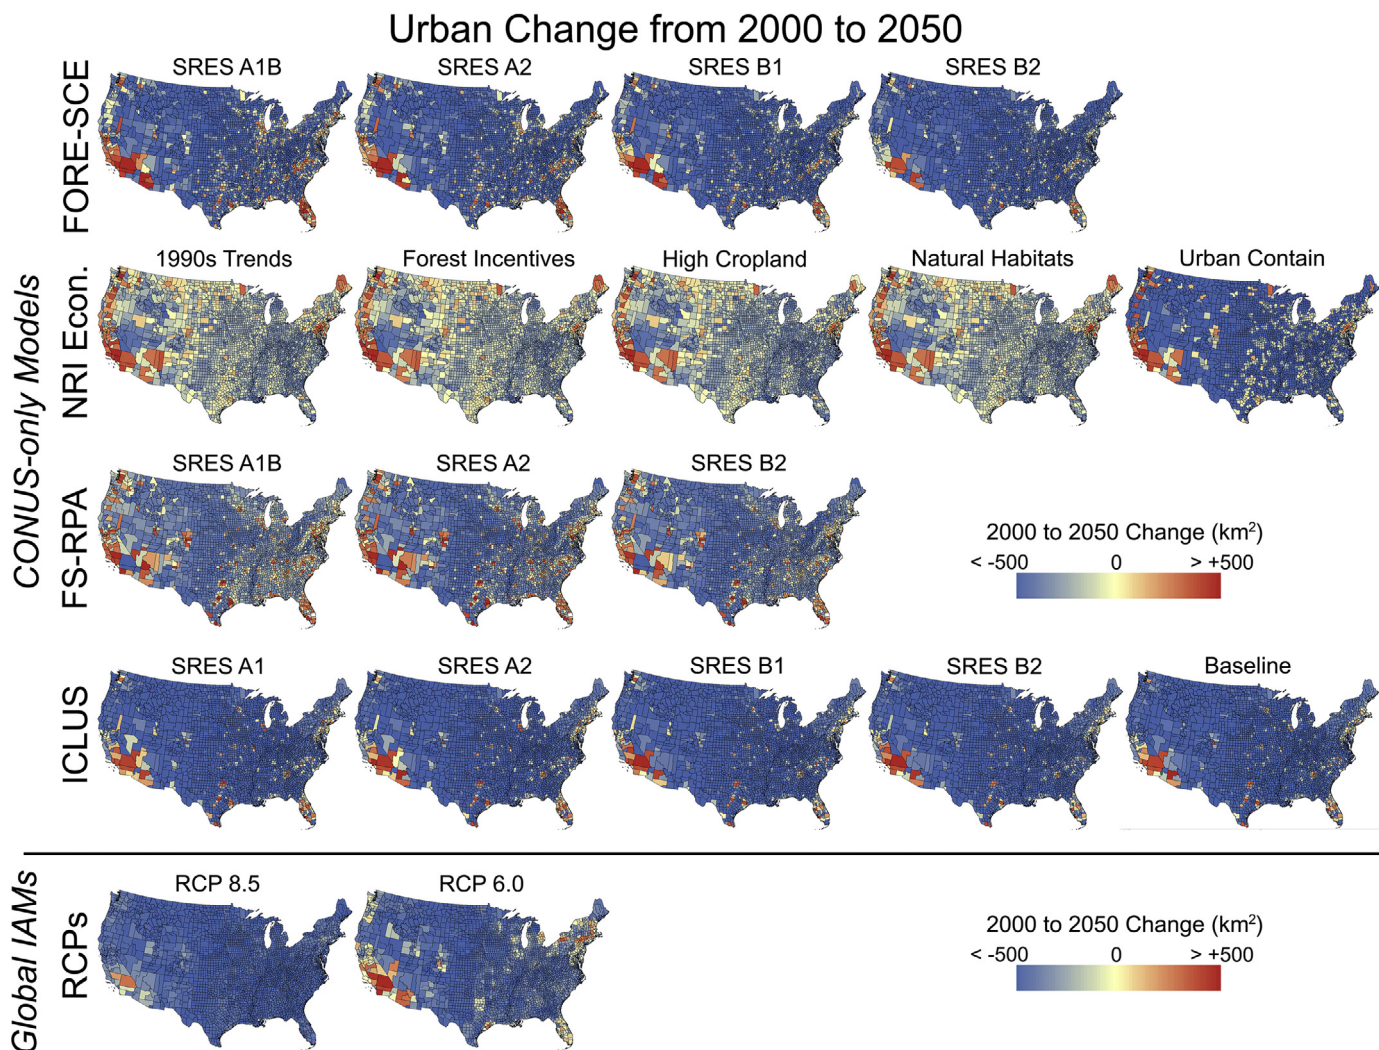 Urban Change from 2000 to 2050
CONUS-only Models
FORE-SCE
SRES A1B
SRES A2
SRES B1
SRES B2
NRI Econ.
1990s Trends
Forest Incentives
High Cropland
Natural Habitats
Urban Contain
FS-RPA
SRES A1B
SRES A2
SRES B2
2000 to 2050 Change (km²)
< -500 0 > +500
ICLUS
SRES A1
SRES A2
SRES B1
SRES B2
Baseline
Global IAMs
RCPs
RCP 8.5
RCP 6.0
2000 to 2050 Change (km²)
< -500 0 > +500